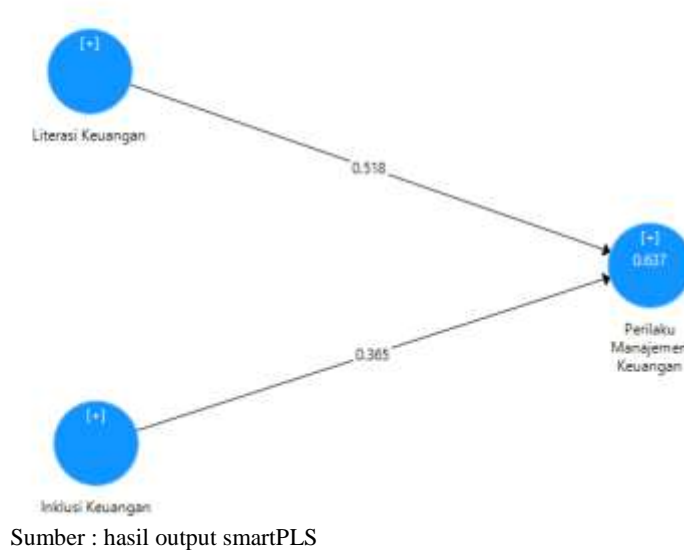 [+]
Literasi Keuangan
0.518
[+]
0.637
Perilaku
Manajemen
Keuangan
0.365
[+]
Inklusi Keuangan
Sumber : hasil output smartPLS